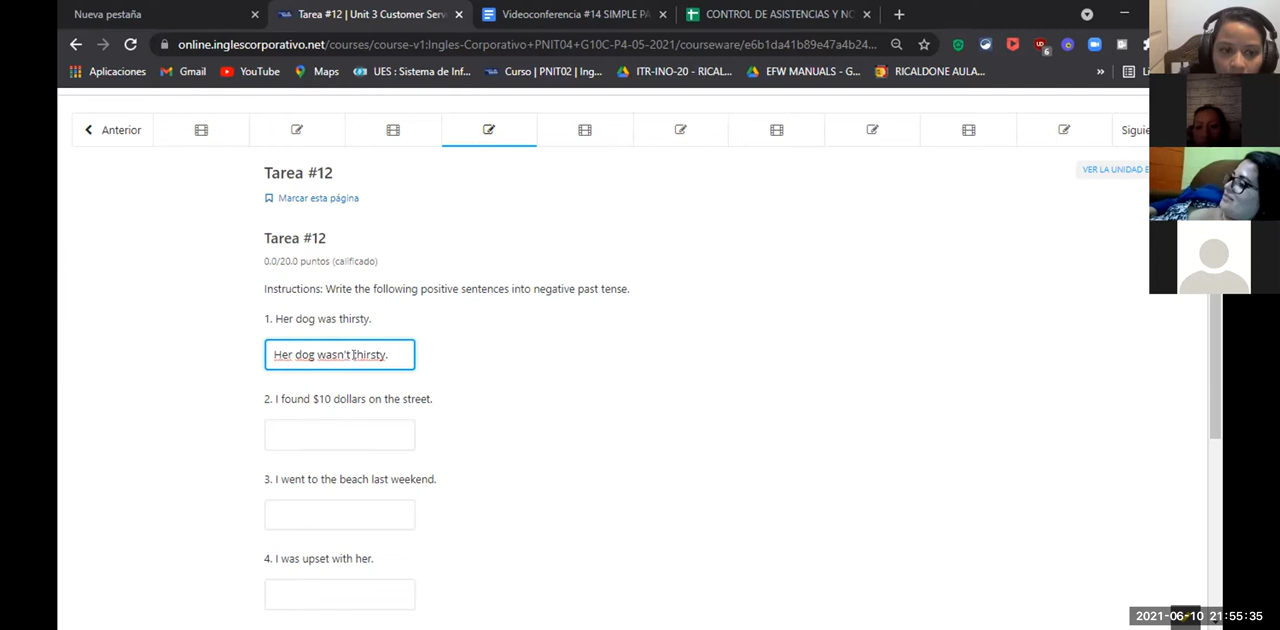 Nueva pestaña
Tarea #12 | Unit 3 Customer Serv
Videoconferencia #14 SIMPLE PA
CONTROL DE ASISTENCIAS Y NO
online.inglescorporativo.net/courses/course-v1:Ingles-Corporativo+PNIT04+G10C-P4-05-2021/courseware/e6b1da41b89e47a4b24...
Aplicaciones
Gmail
YouTube
Maps
UES : Sistema de Inf...
Curso | PNIT02 | Ing...
ITR-INO-20 - RICAL...
EFW MANUALS - G...
RICALDONE AULA...
»
Anterior
Siguie
Tarea #12
VER LA UNIDAD E
Marcar esta página
Tarea #12
0.0/20.0 puntos (calificado)
Instructions: Write the following positive sentences into negative past tense.
1. Her dog was thirsty.
Her dog wasn't thirsty.
2. I found $10 dollars on the street.
3. I went to the beach last weekend.
4. I was upset with her.
2021-06-10 21:55:35